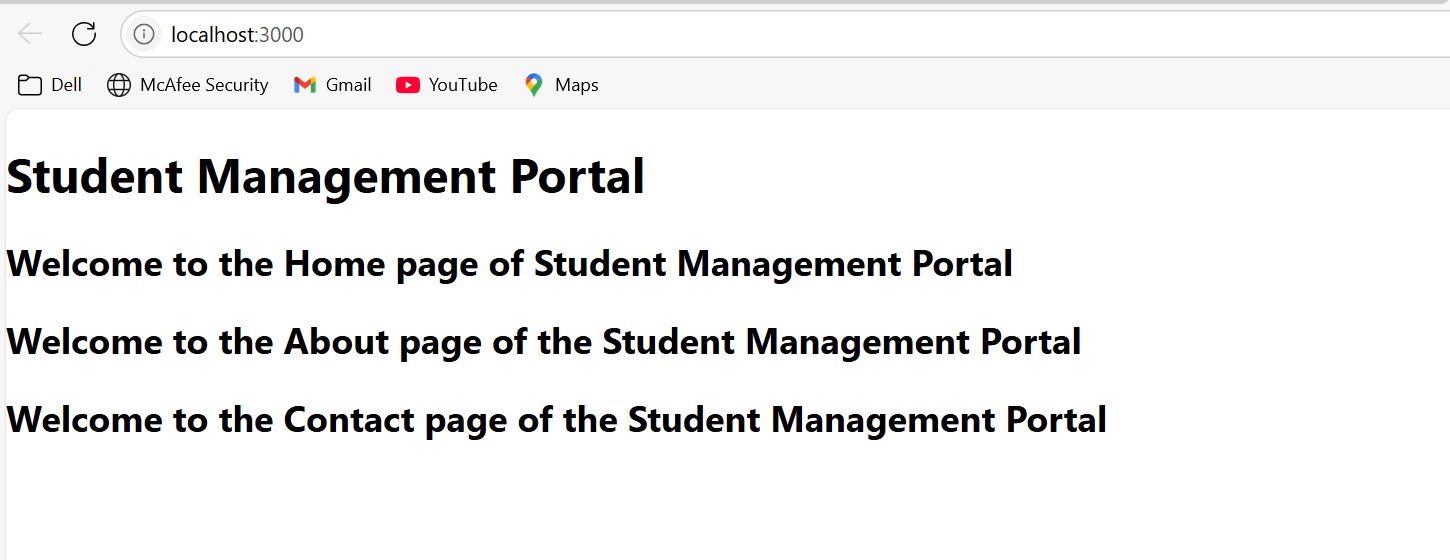 localhost:3000
Dell McAfee Security Gmail YouTube Maps
Student Management Portal
Welcome to the Home page of Student Management Portal
Welcome to the About page of the Student Management Portal
Welcome to the Contact page of the Student Management Portal